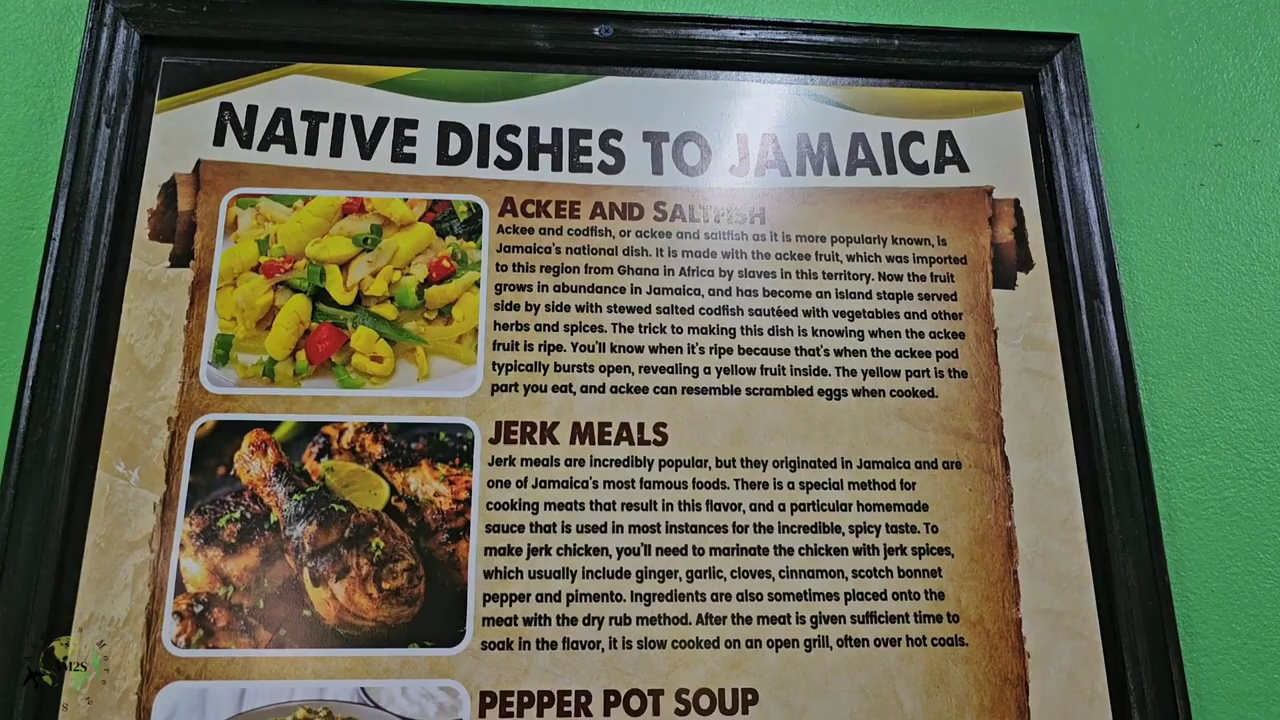 NATIVE DISHES TO JAMAICA
ACKEE AND SALTFISH
Ackee and codfish, or ackee and saltfish as it is more popularly known, is
Jamaica's national dish. It is made with the ackee fruit, which was imported
to this region from Ghana in Africa by slaves in this territory. Now the fruit
grows in abundance in Jamaica, and has become an island staple served
side by side with stewed salted codfish sautéed with vegetables and other
herbs and spices. The trick to making this dish is knowing when the ackee
fruit is ripe. You'll know when it's ripe because that's when the ackee pod
typically bursts open, revealing a yellow fruit inside. The yellow part is the
part you eat, and ackee can resemble scrambled eggs when cooked.
JERK MEALS
Jerk meals are incredibly popular, but they originated in Jamaica and are
one of Jamaica's most famous foods. There is a special method for
cooking meats that result in this flavor, and a particular homemade
sauce that is used in most instances for the incredible, spicy taste. To
make jerk chicken, you'll need to marinate the chicken with jerk spices,
which usually include ginger, garlic, cloves, cinnamon, scotch bonnet
pepper and pimento. Ingredients are also sometimes placed onto the
meat with the dry rub method. After the meat is given sufficient time to
soak in the flavor, it is slow cooked on an open grill, often over hot coals.
PEPPER POT SOUP
M2S